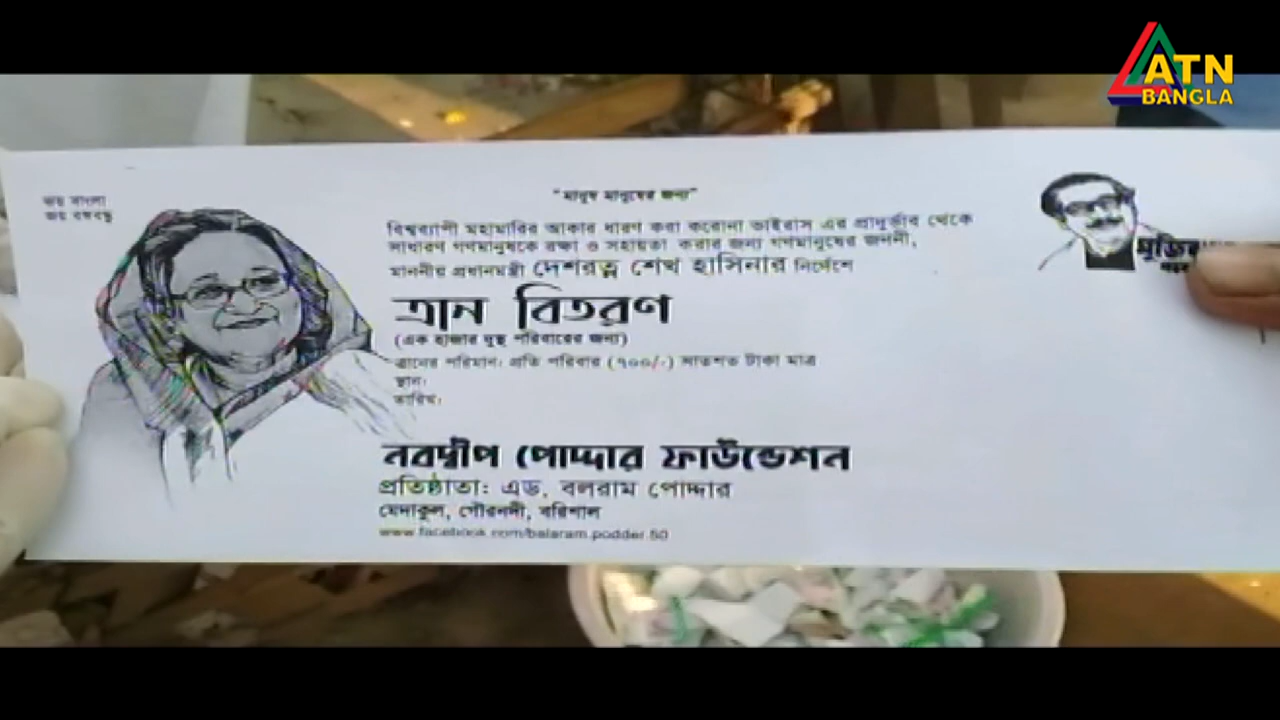 ATN
BANGLA
জয় বাংলা
জয় বঙ্গবন্ধু
"মানুষ মানুষের জন্য"
বিশ্বব্যাপী মহামারির আকার ধারণ করা করোনা ভাইরাস এর প্রাদুর্ভাব থেকে
সাধারণ গণমানুষকে রক্ষা ও সহায়তা করার জন্য গণমানুষের জননী,
মাননীয় প্রধানমন্ত্রী দেশরত্ন শেখ হাসিনার নির্দেশে
ত্রান বিতরণ
(এক হাজার দুস্থ পরিবারের জন্য)
ত্রানের পরিমান: প্রতি পরিবার (৭০০/-) সাতশত টাকা মাত্র
স্থান:
তারিখ:
নবদ্বীপ পোদ্দার ফাউন্ডেশন
প্রতিষ্ঠাতা: এড. বলরাম পোদ্দার
মেদাকুল, গৌরনদী, বরিশাল
www.facebook.com/balaram.podder.50